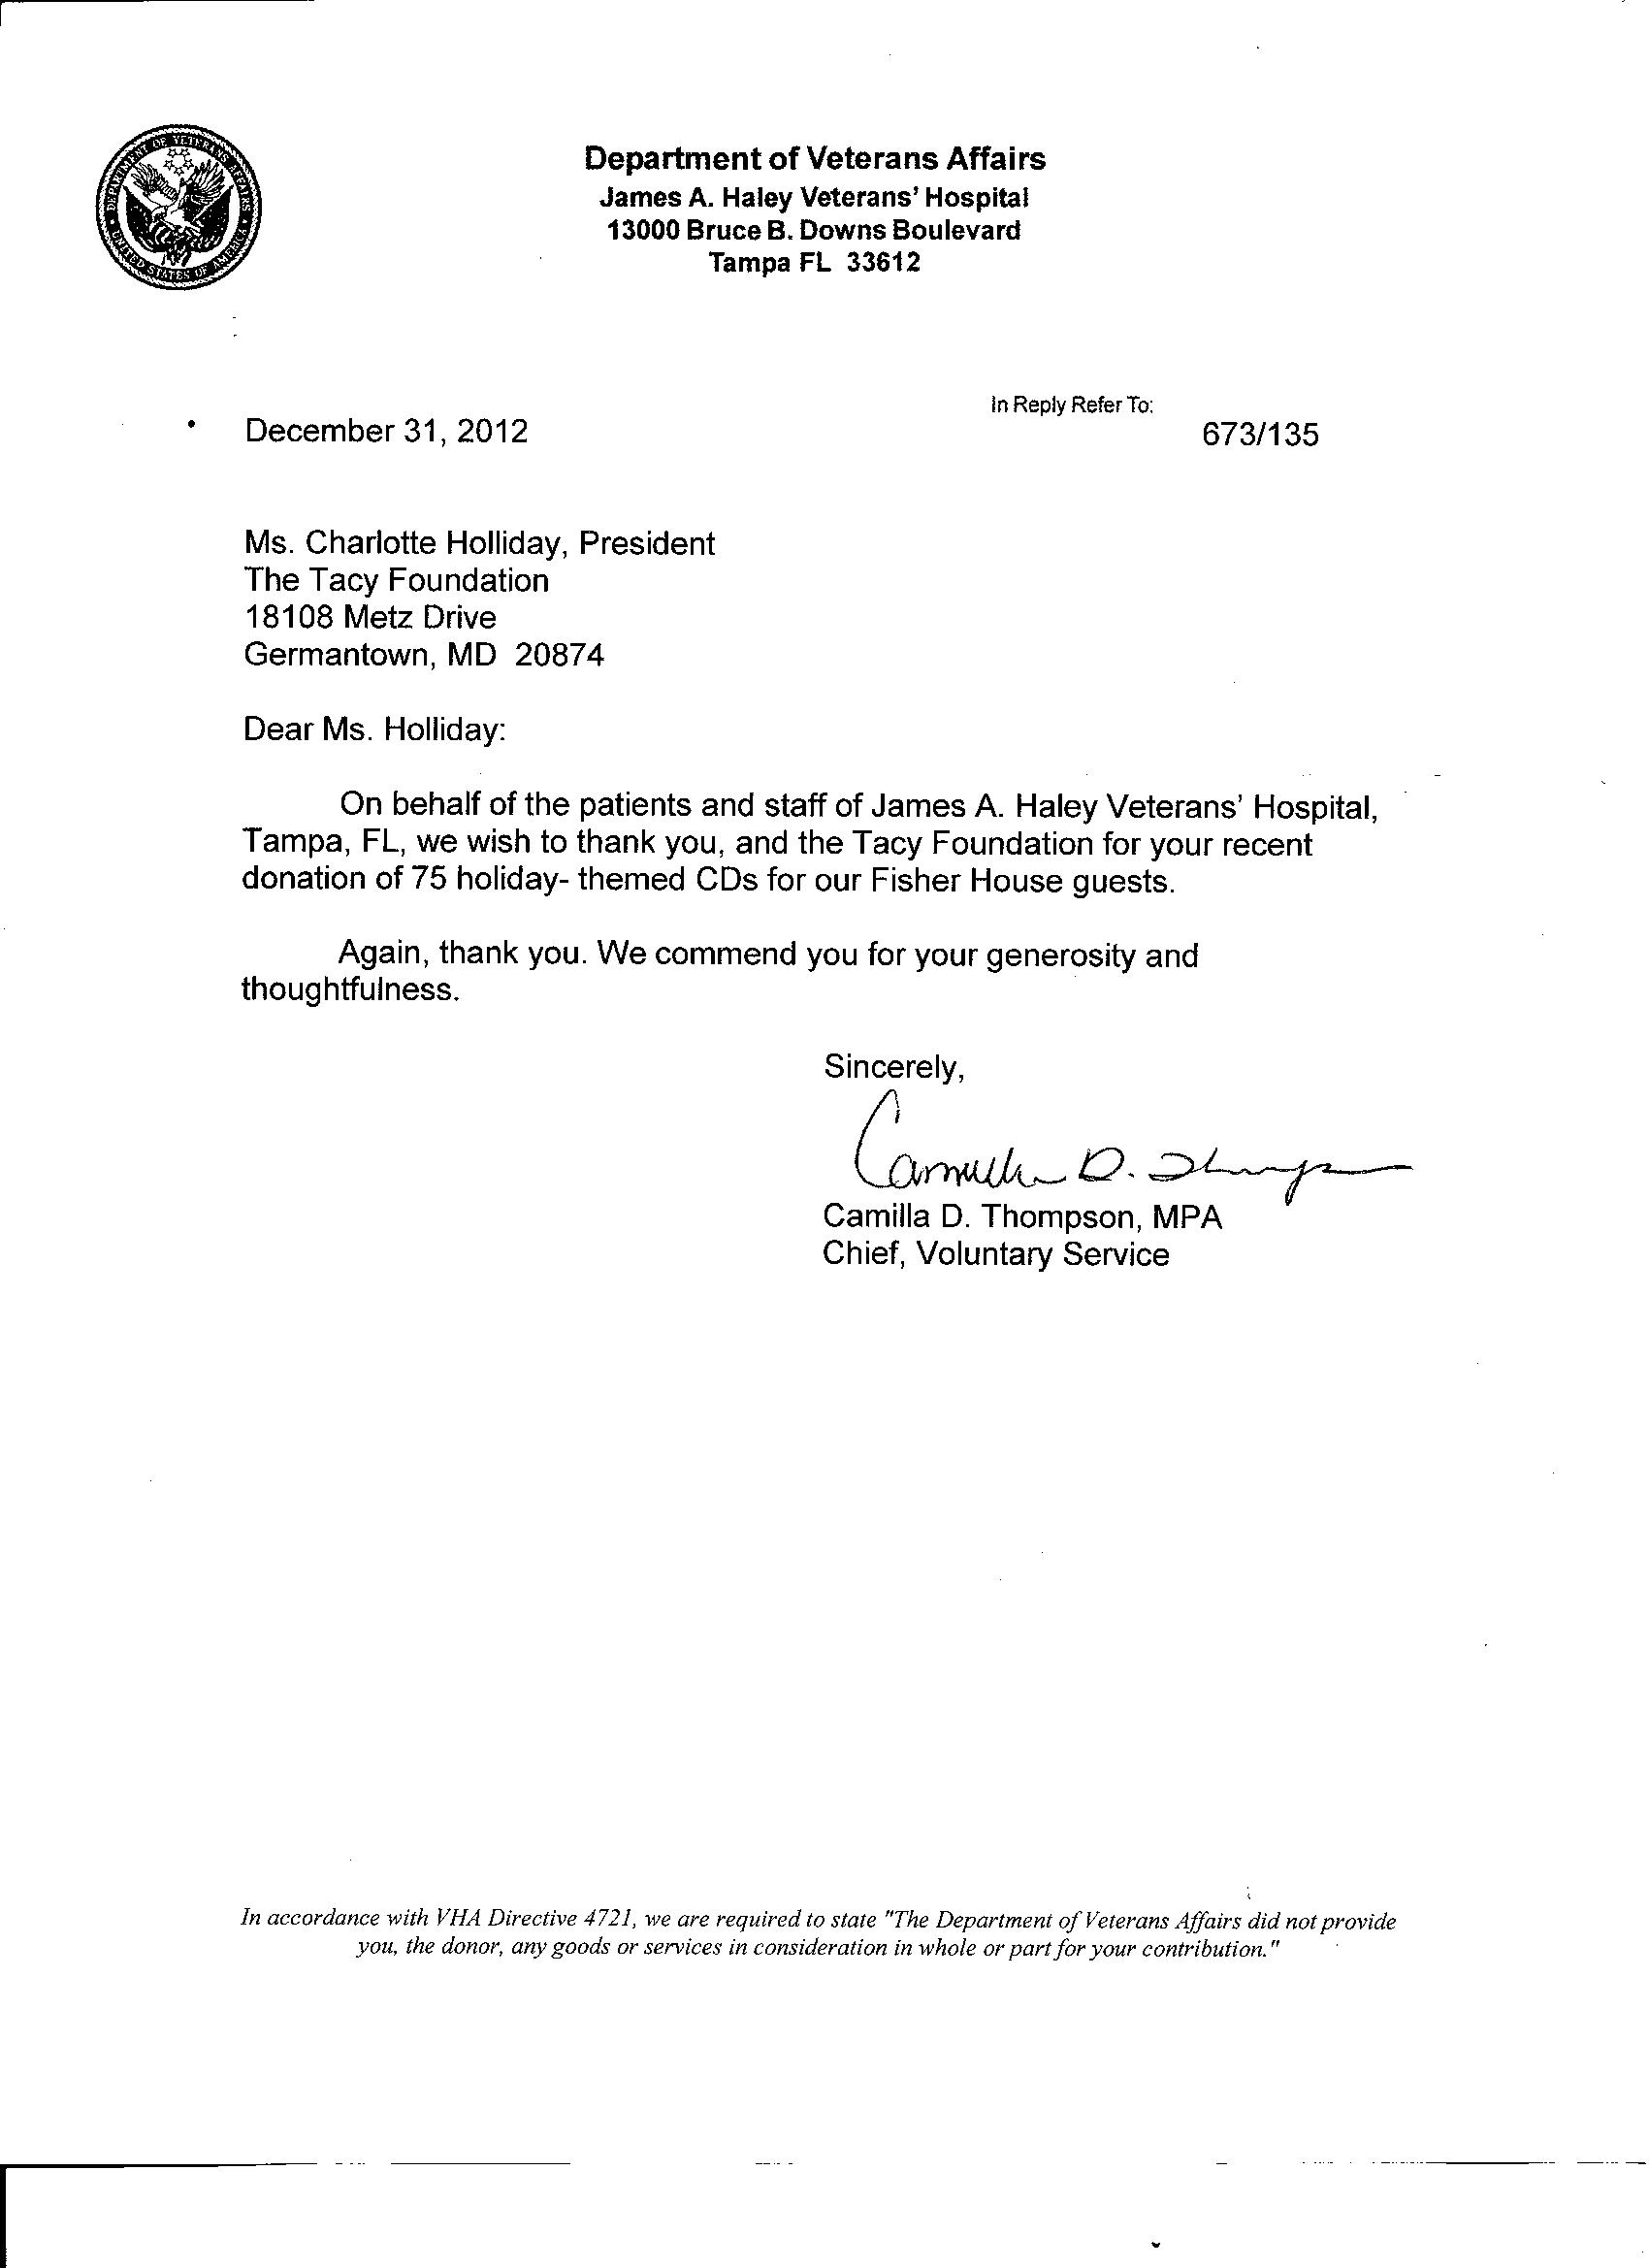 DEPARTMENT OF VETERANS AFFAIRS
UNITED STATES OF AMERICA
Department of Veterans Affairs
James A. Haley Veterans' Hospital
13000 Bruce B. Downs Boulevard
Tampa FL 33612
In Reply Refer To:
December 31, 2012 673/135
Ms. Charlotte Holliday, President
The Tacy Foundation
18108 Metz Drive
Germantown, MD 20874
Dear Ms. Holliday:
On behalf of the patients and staff of James A. Haley Veterans' Hospital,
Tampa, FL, we wish to thank you, and the Tacy Foundation for your recent
donation of 75 holiday- themed CDs for our Fisher House guests.
Again, thank you. We commend you for your generosity and
thoughtfulness.
Sincerely,
Camilla D. Thompson
Camilla D. Thompson, MPA
Chief, Voluntary Service
In accordance with VHA Directive 4721, we are required to state "The Department of Veterans Affairs did not provide
you, the donor, any goods or services in consideration in whole or part for your contribution."